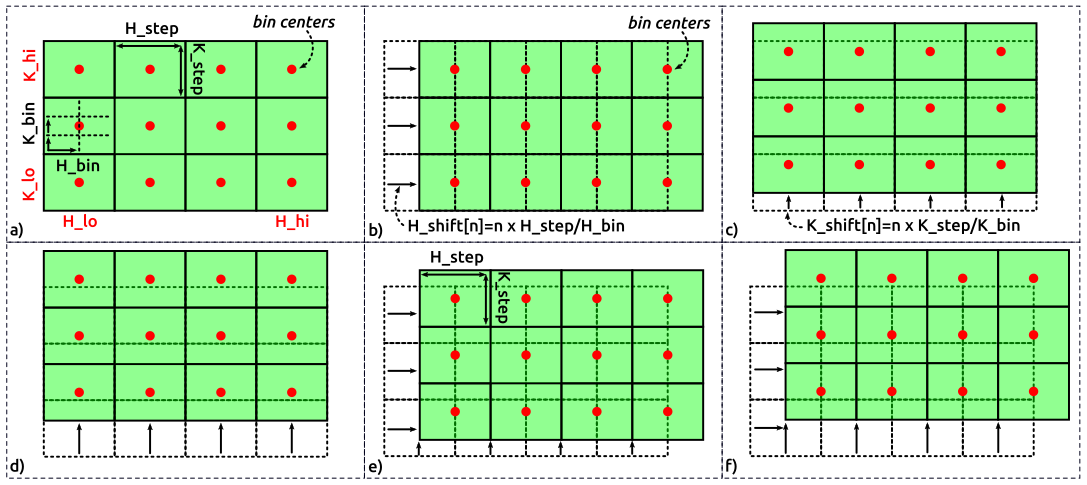 H_step
bin centers
K_hi
K_step
K_bin
H_bin
K_lo
H_lo
H_hi
a)
bin centers
H_shift[n]=n x H_step/H_bin
b)
K_shift[n]=n x K_step/K_bin
c)
d)
H_step
K_step
e)
f)